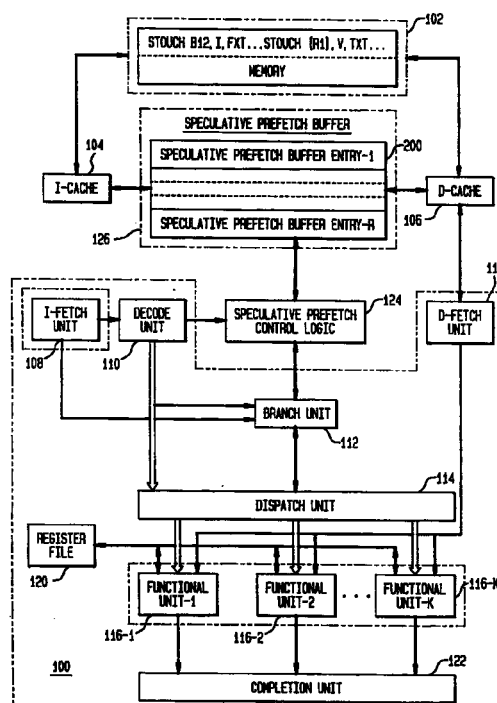 102
STOUCH B12, I, FXT...STOUCH (R1), V, TXT...
MEMORY
SPECULATIVE PREFETCH BUFFER
104
200
SPECULATIVE PREFETCH BUFFER ENTRY-1
I-CACHE
D-CACHE
106
SPECULATIVE PREFETCH BUFFER ENTRY-R
126
11
I-FETCH
UNIT
DECODE
UNIT
SPECULATIVE PREFETCH
CONTROL LOGIC
124
D-FETCH
UNIT
108
110
BRANCH UNIT
112
114
DISPATCH UNIT
REGISTER
FILE
120
FUNCTIONAL
UNIT-1
FUNCTIONAL
UNIT-2
FUNCTIONAL
UNIT-K
116-K
116-1
116-2
122
100
COMPLETION UNIT